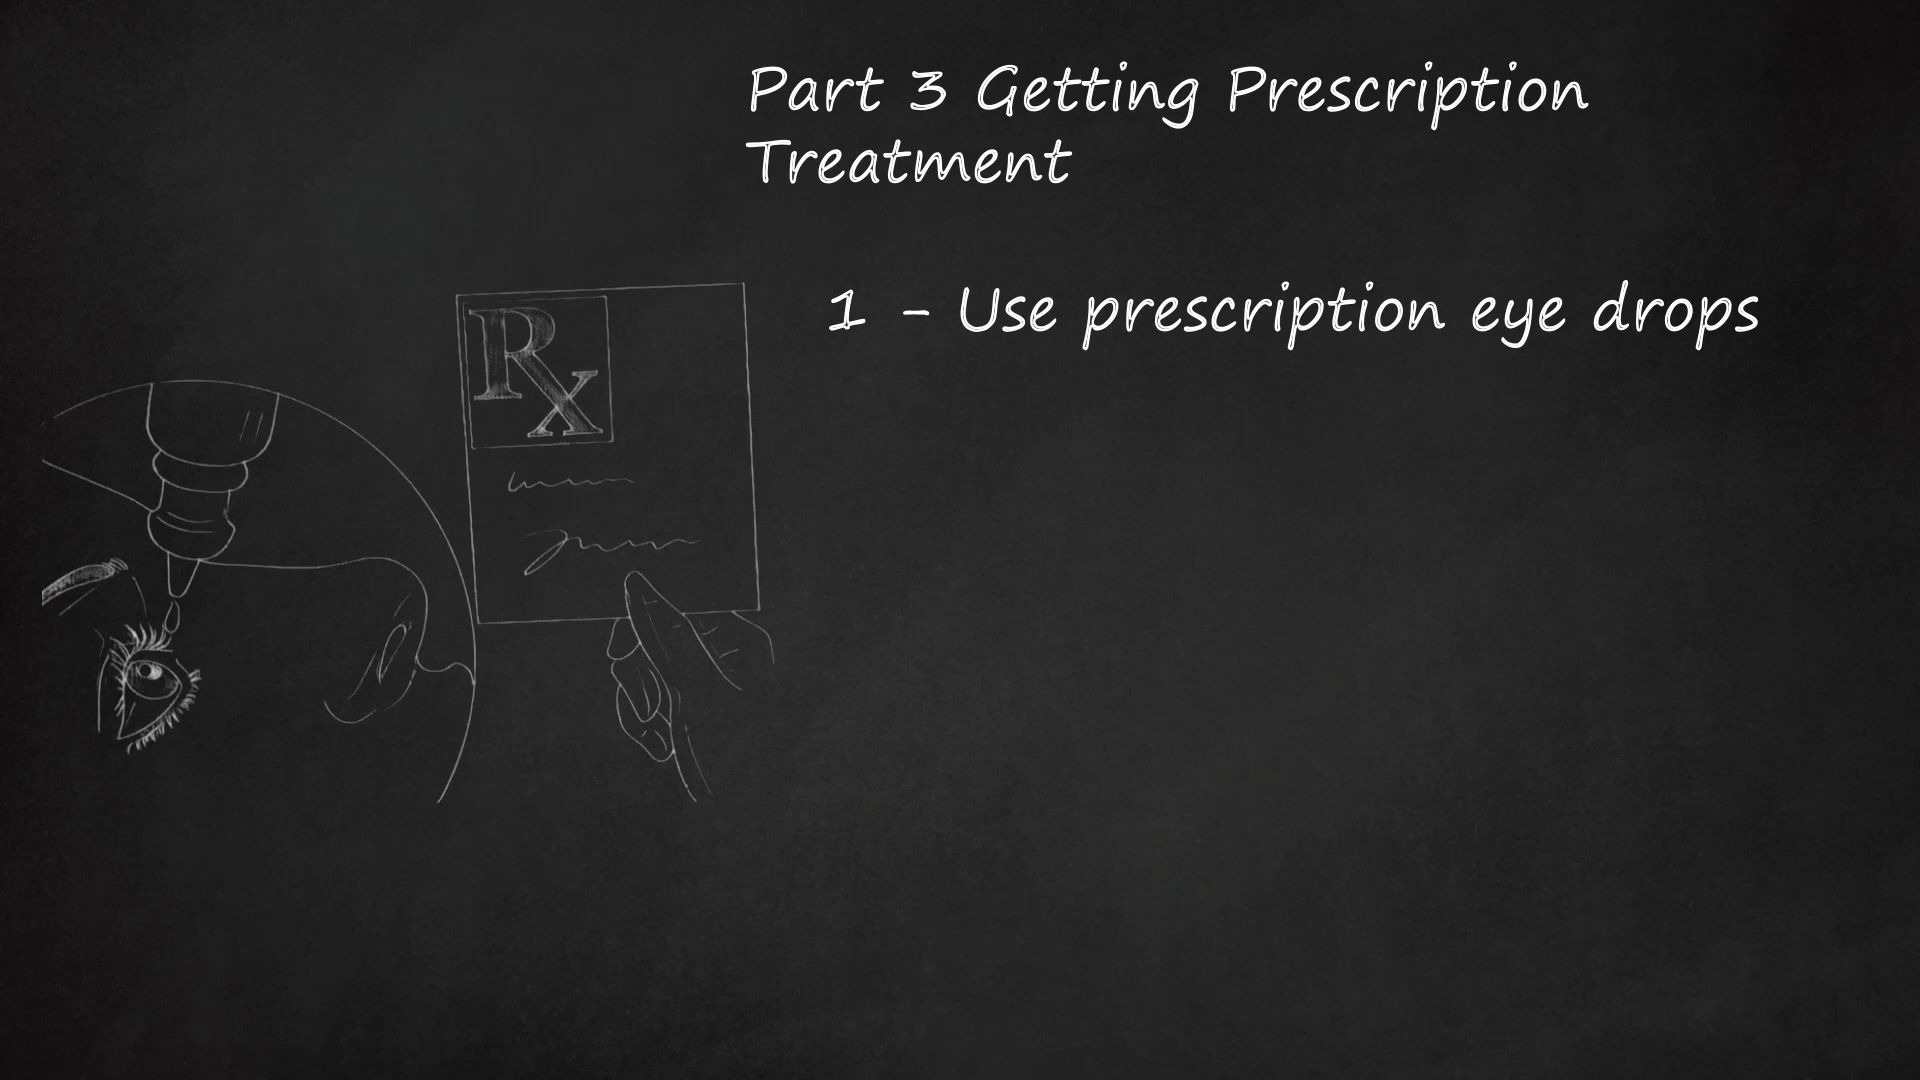 Part 3 Getting Prescription
Treatment
1 - Use prescription eye drops
Rx